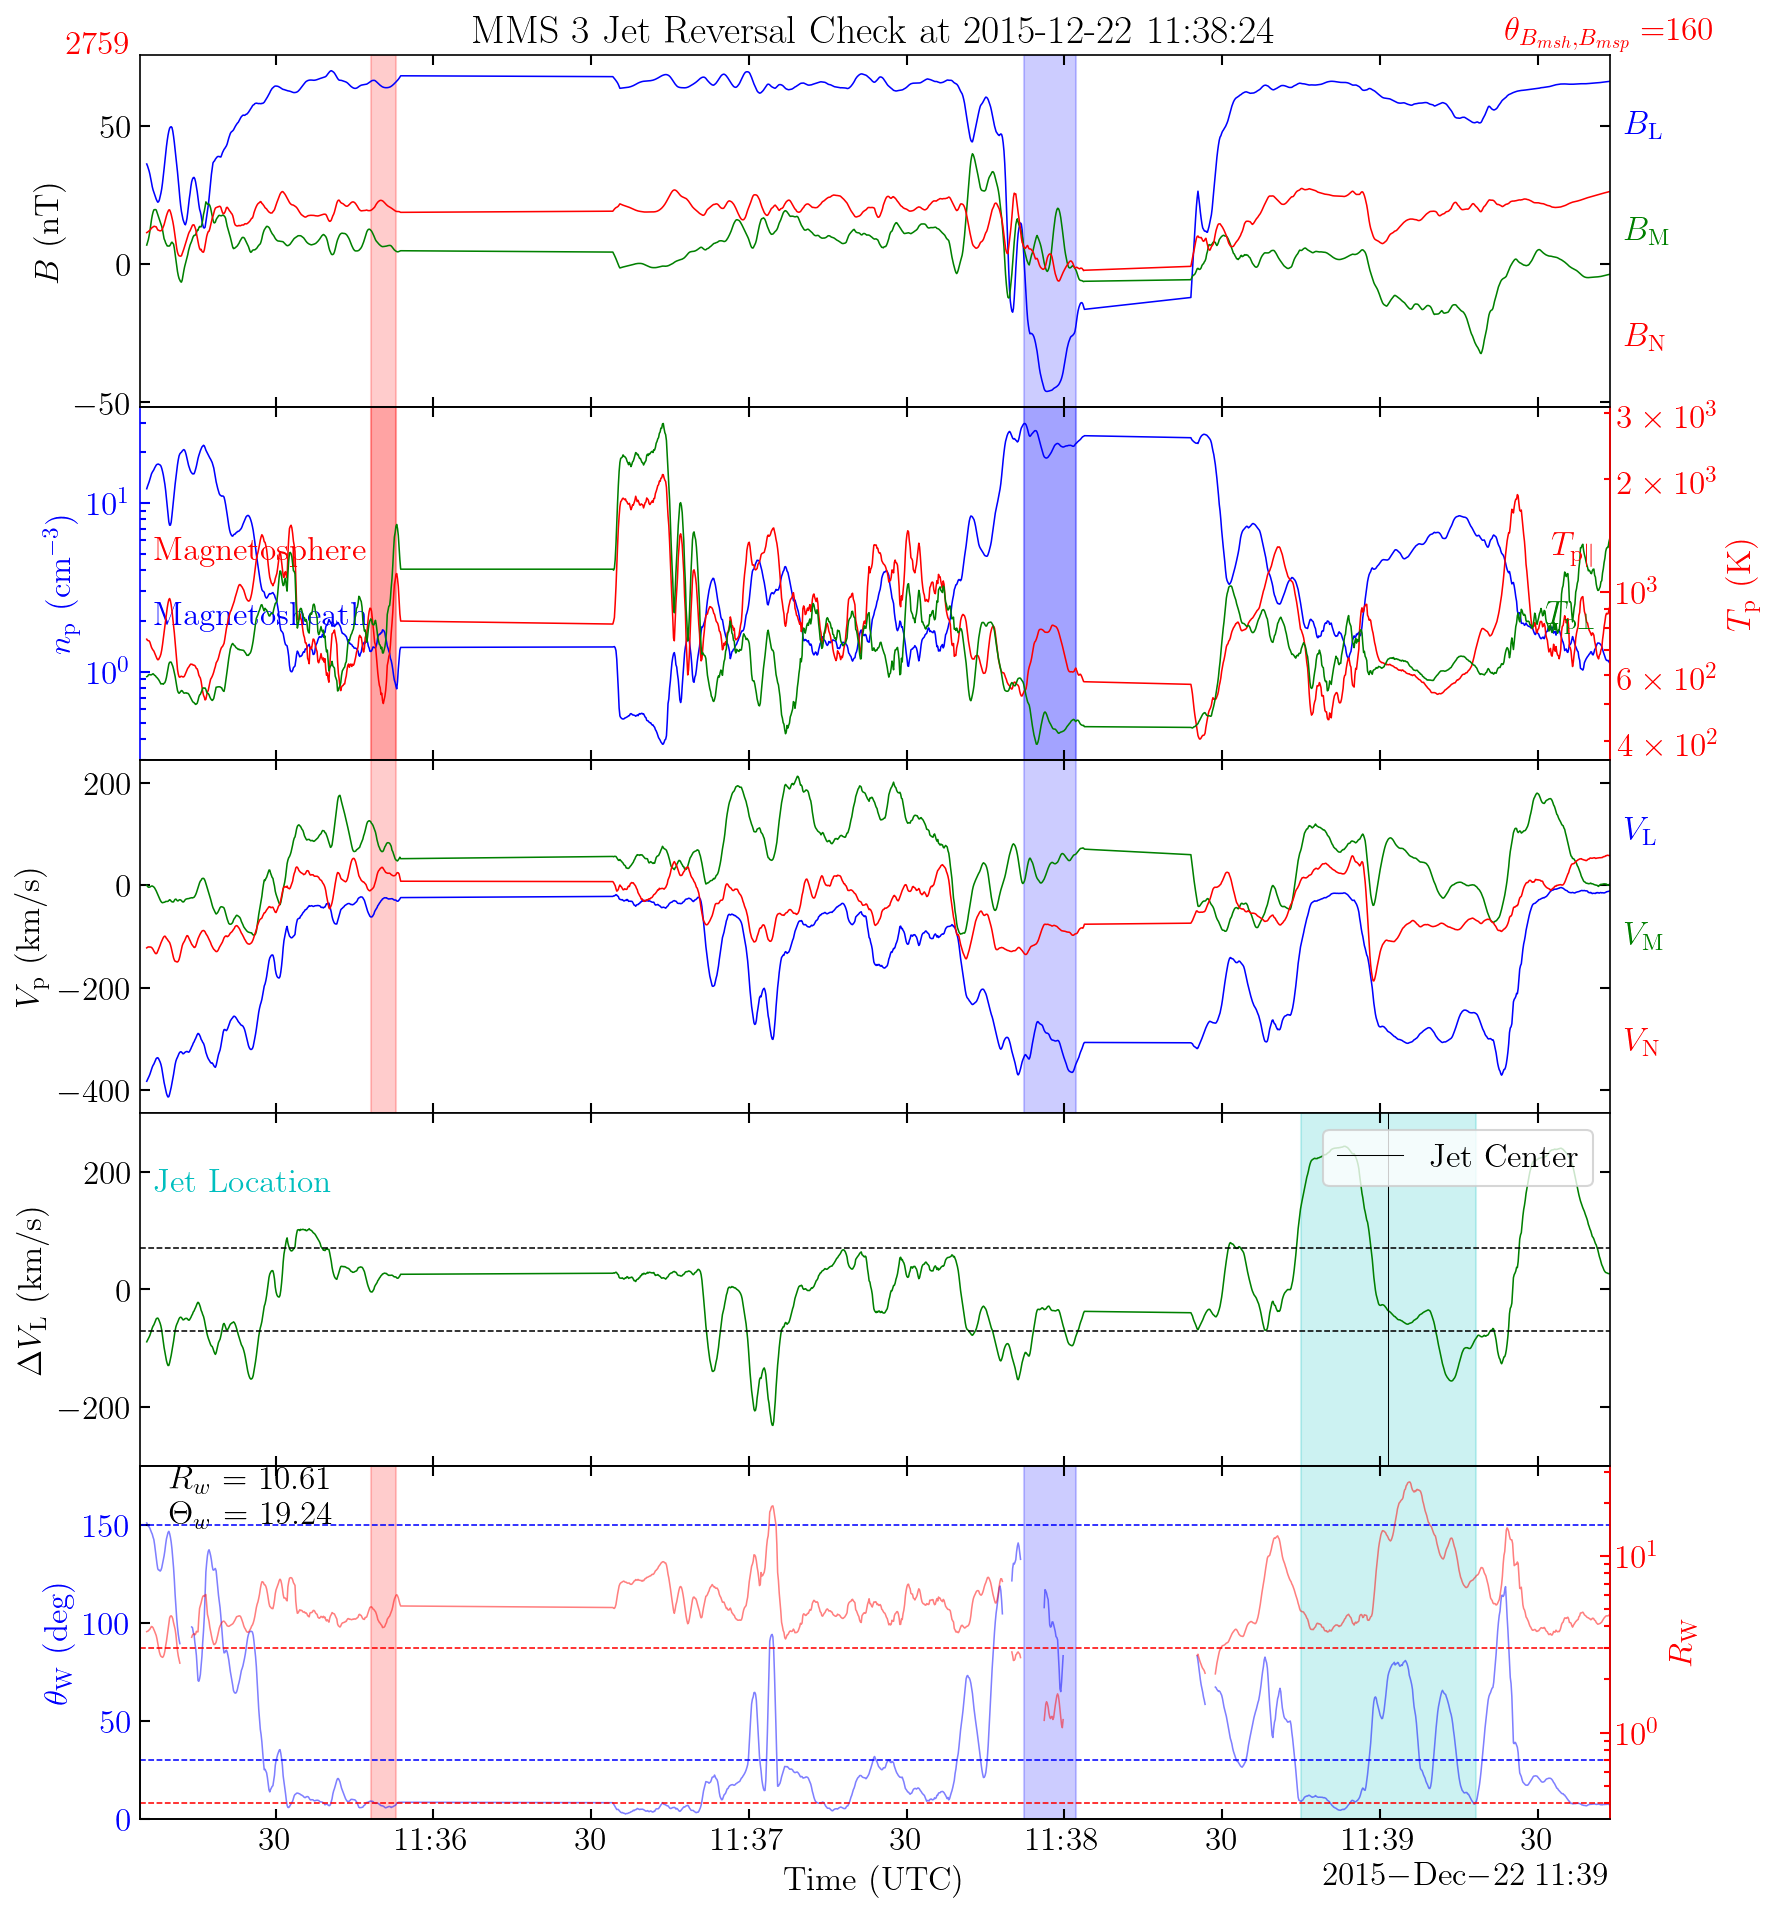 MMS 3 Jet Reversal Check at 2015-12-22 11:38:24
2759
θ_{B_{msh},B_{msp}} =160
50
0
−50
B (nT)
B_L
B_M
B_N
10^1
10^0
n_p (cm^{−3})
Magnetosphere
Magnetosheath
T_{p∥}
T_{p⊥}
3 × 10^3
2 × 10^3
10^3
6 × 10^2
4 × 10^2
T_p (K)
200
0
−200
−400
V_p (km/s)
V_L
V_M
V_N
200
0
−200
ΔV_L (km/s)
Jet Location
Jet Center
R_w = 10.61
Θ_w = 19.24
150
100
50
0
θ_W (deg)
10^1
10^0
R_W
30 11:36 30 11:37 30 11:38 30 11:39 30
Time (UTC)
2015−Dec−22 11:39